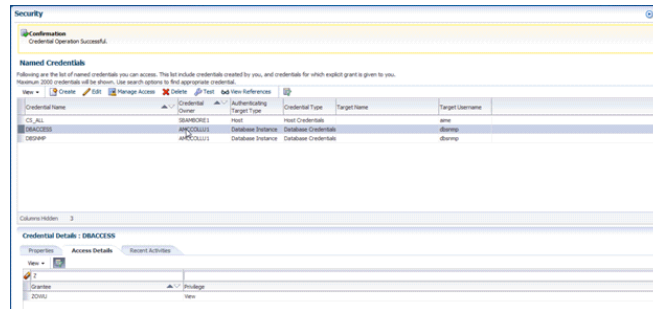 Security
Confirmation
Credential Operation Successful.
Named Credentials
Following are the list of named credentials you can access. This list include credentials created by you, and credentials for which explicit grant is given to you.
Maximum 2000 credentials will be shown. Use search options to find appropriate credential.
View Create Edit Manage Access Delete Test View References
Credential Name Credential Owner Authenticating Target Type Credential Type Target Name Target Username
CS_ALL SBAMBORE1 Host Host Credentials aime
DBACCESS Database Instance Database Credentials dbsnmp
DBSNMP Database Instance Database Credentials dbsnmp
Columns Hidden 3
Credential Details : DBACCESS
Properties Access Details Recent Activities
View
Z
Grantee Privilege
ZOWU View